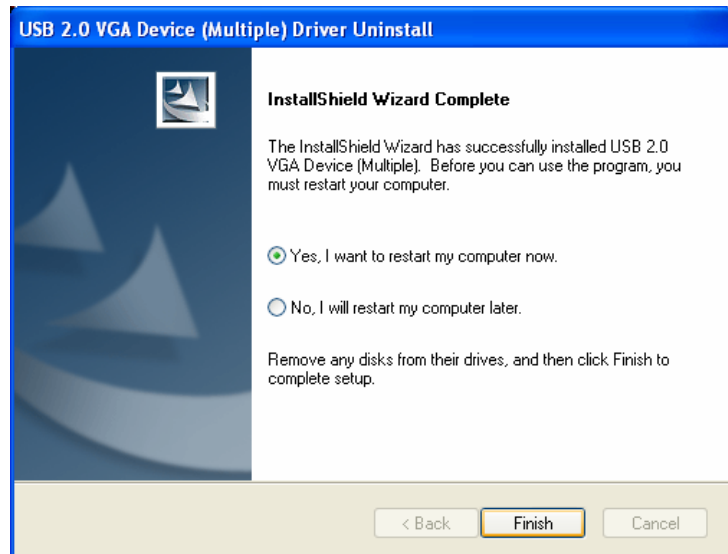 USB 2.0 VGA Device (Multiple) Driver Uninstall
InstallShield Wizard Complete
The InstallShield Wizard has successfully installed USB 2.0
VGA Device (Multiple).  Before you can use the program, you
must restart your computer.
Yes, I want to restart my computer now.
No, I will restart my computer later.
Remove any disks from their drives, and then click Finish to
complete setup.
< Back
Finish
Cancel